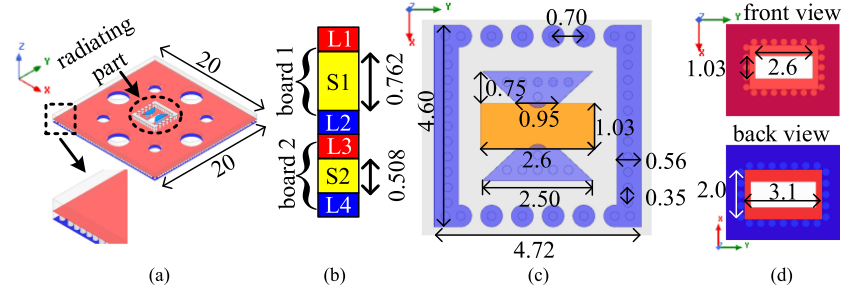 Z
Y
X
radiating
part
20
20
(a)
board 1
board 2
L1
S1
L2
L3
S2
L4
0.762
0.508
(b)
Y
X
0.70
0.75
0.95
1.03
4.60
2.6
0.56
2.50
0.35
4.72
(c)
Y
X
front view
1.03
2.6
back view
2.0
3.1
X
Y
(d)